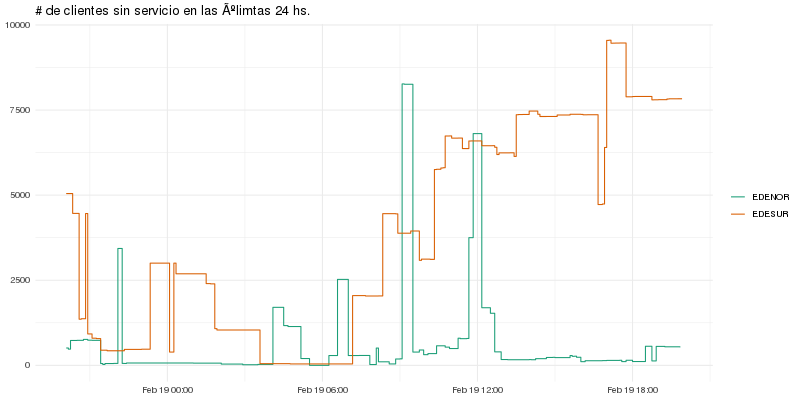 # de clientes sin servicio en las Ãºlimtas 24 hs.
10000
7500
5000
2500
0
EDENOR
EDESUR
Feb 19 00:00
Feb 19 06:00
Feb 19 12:00
Feb 19 18:00